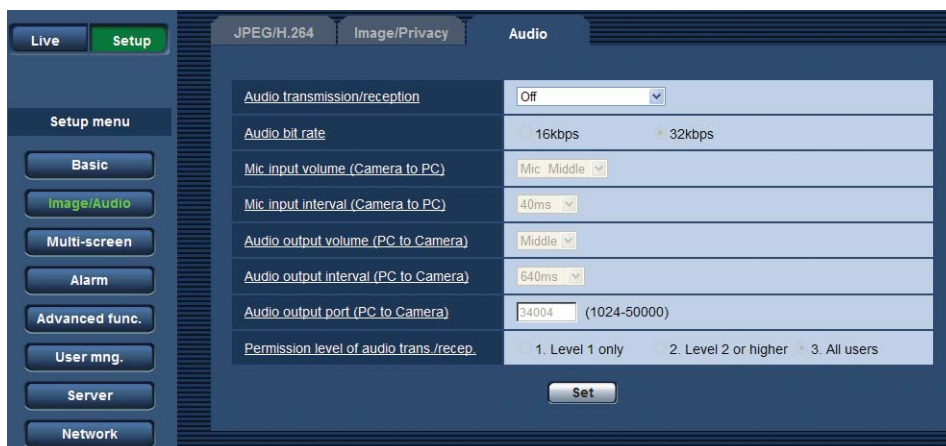 Live Setup
JPEG/H.264 Image/Privacy Audio
Setup menu
Basic
Image/Audio
Multi-screen
Alarm
Advanced func.
User mng.
Server
Network
Audio transmission/reception Off
Audio bit rate 16kbps 32kbps
Mic input volume (Camera to PC) Mic Middle
Mic input interval (Camera to PC) 40ms
Audio output volume (PC to Camera) Middle
Audio output interval (PC to Camera) 640ms
Audio output port (PC to Camera) 34004 (1024-50000)
Permission level of audio trans./recep. 1. Level 1 only 2. Level 2 or higher 3. All users
Set